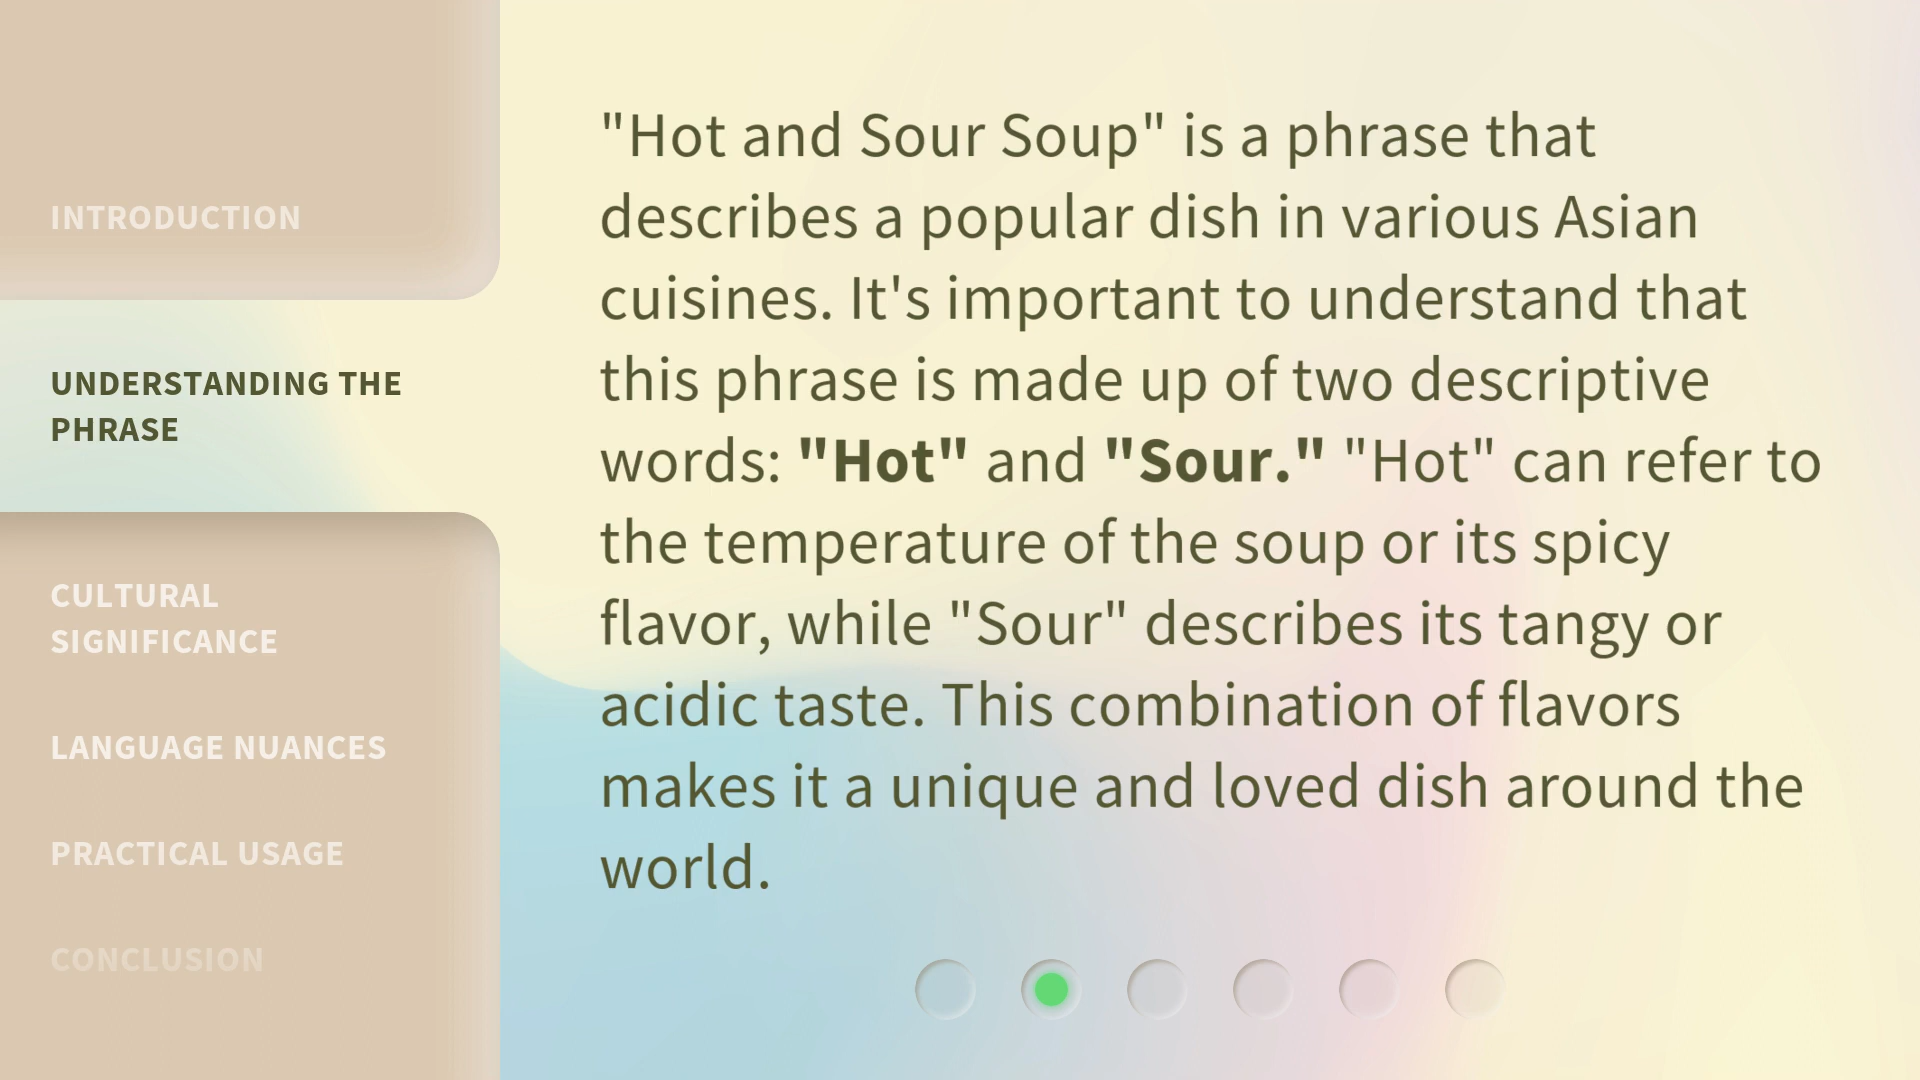 INTRODUCTION
UNDERSTANDING THE
PHRASE
CULTURAL
SIGNIFICANCE
LANGUAGE NUANCES
PRACTICAL USAGE
CONCLUSION
"Hot and Sour Soup" is a phrase that
describes a popular dish in various Asian
cuisines. It's important to understand that
this phrase is made up of two descriptive
words: "Hot" and "Sour." "Hot" can refer to
the temperature of the soup or its spicy
flavor, while "Sour" describes its tangy or
acidic taste. This combination of flavors
makes it a unique and loved dish around the
world.